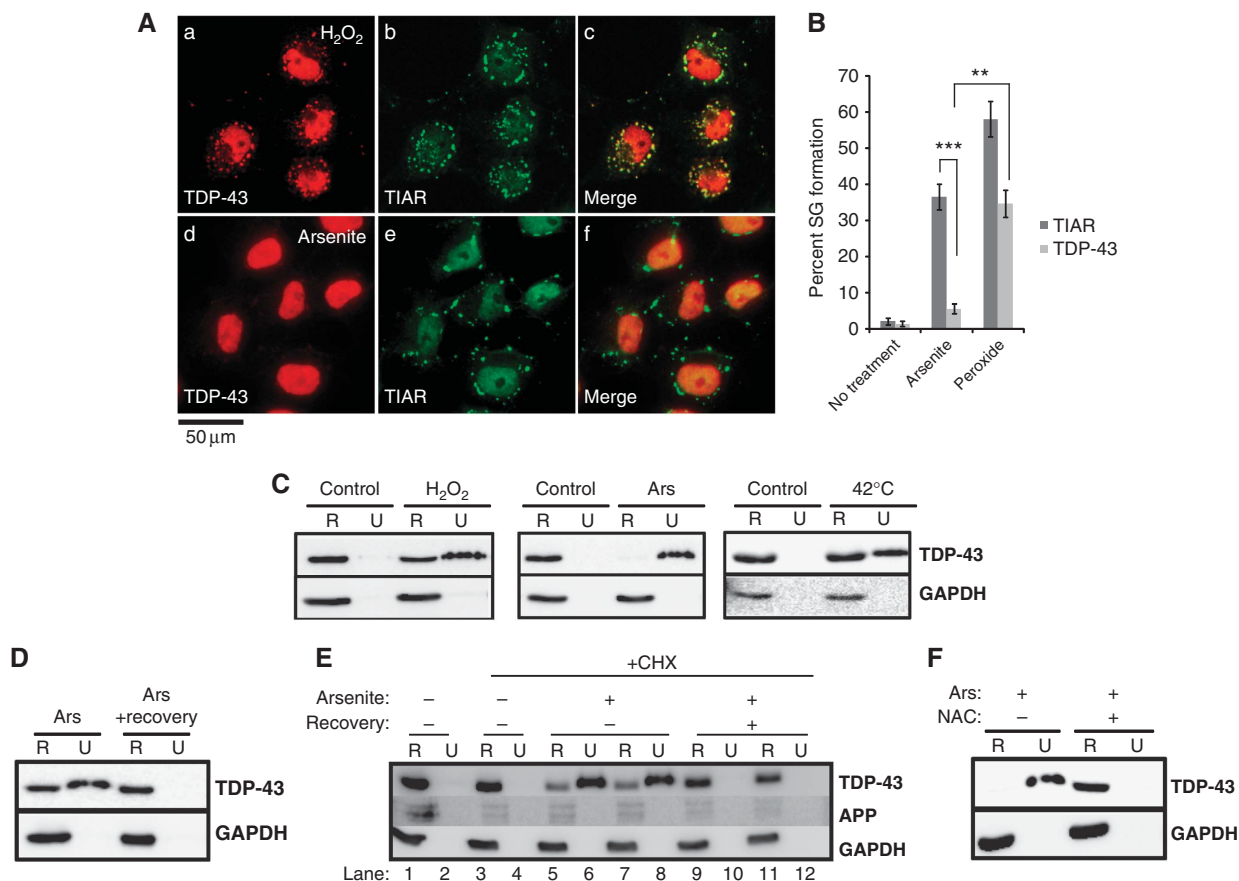 A
a
H2O2
TDP-43
b
TIAR
c
Merge
d
Arsenite
TDP-43
e
TIAR
f
Merge
50 μm
B
Percent SG formation
70
60
50
40
30
20
10
0
***
**
TIAR
TDP-43
No treatment
Arsenite
Peroxide
C
Control H2O2 Control Ars Control 42°C
R U R U R U R U R U R U
TDP-43
GAPDH
D
Ars
Ars
+recovery
R U R U
TDP-43
GAPDH
E
+CHX
Arsenite: – – + +
Recovery: – – – +
R U R U R U R U R U R U
TDP-43
APP
GAPDH
Lane: 1 2 3 4 5 6 7 8 9 10 11 12
F
Ars: + +
NAC: – +
R U R U
TDP-43
GAPDH